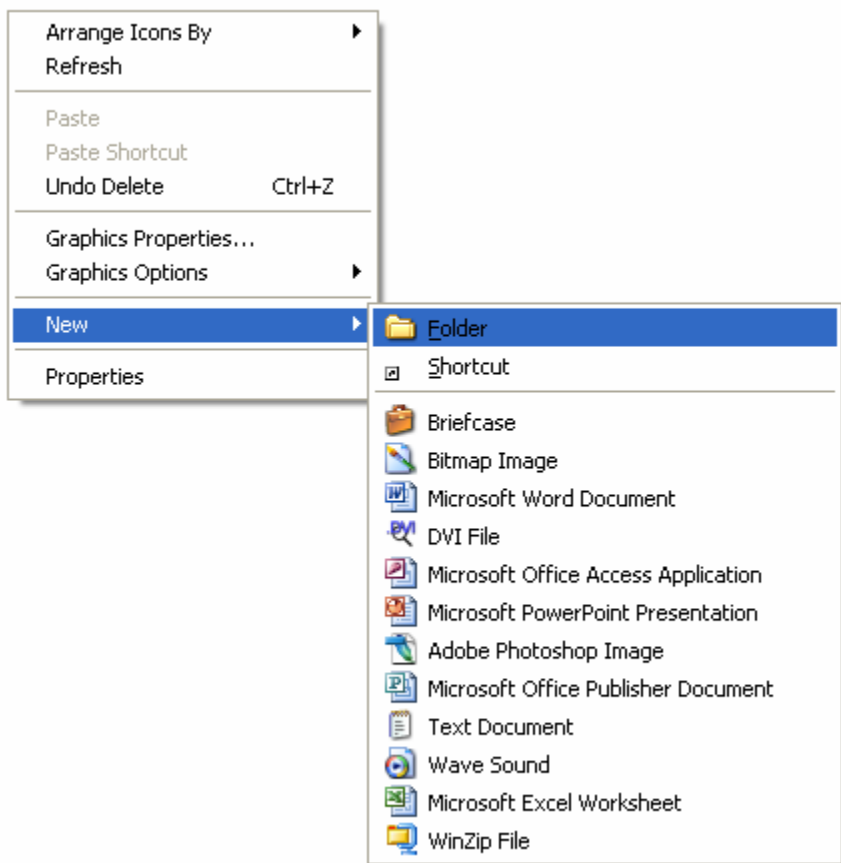 Arrange Icons By
Refresh
Paste
Paste Shortcut
Undo Delete Ctrl+Z
Graphics Properties...
Graphics Options
New
Properties
Folder
Shortcut
Briefcase
Bitmap Image
Microsoft Word Document
DVI File
Microsoft Office Access Application
Microsoft PowerPoint Presentation
Adobe Photoshop Image
Microsoft Office Publisher Document
Text Document
Wave Sound
Microsoft Excel Worksheet
WinZip File